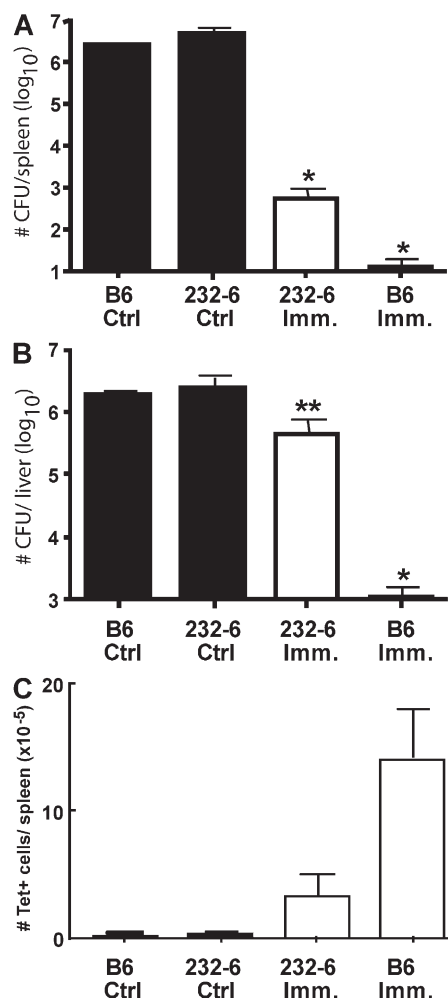 A
# CFU/spleen (log10)
7
6
5
4
3
2
1
*
*
B6 Ctrl
232-6 Ctrl
232-6 Imm.
B6 Imm.
B
# CFU/ liver (log10)
7
6
5
4
3
**
*
B6 Ctrl
232-6 Ctrl
232-6 Imm.
B6 Imm.
C
# Tet+ cells/ spleen (x10-5)
20
10
0
B6 Ctrl
232-6 Ctrl
232-6 Imm.
B6 Imm.